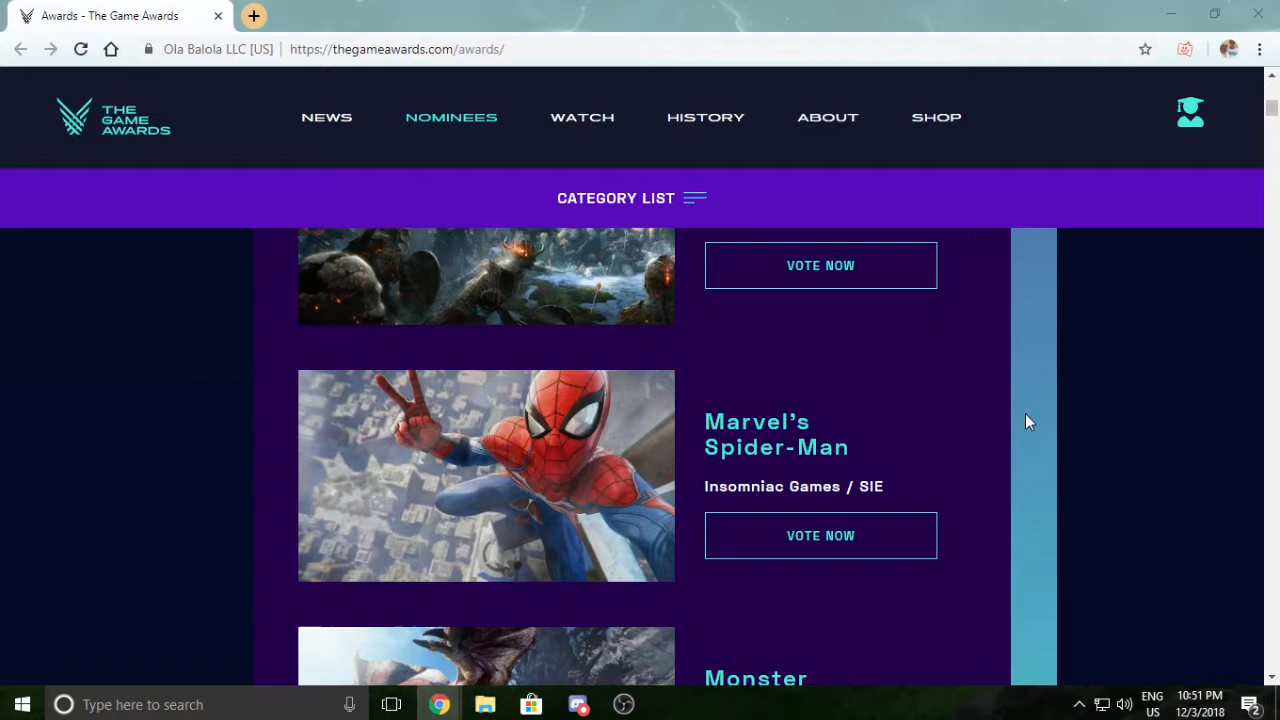 Awards - The Game Awards
Ola Balola LLC [US] https://thegameawards.com/awards/
THE
GAME
AWARDS
NEWS NOMINEES WATCH HISTORY ABOUT SHOP
CATEGORY LIST
VOTE NOW
Marvel's
Spider-Man
Insomniac Games / SIE
VOTE NOW
Monster
Type here to search
ENG
US
10:51 PM
12/3/2018
2